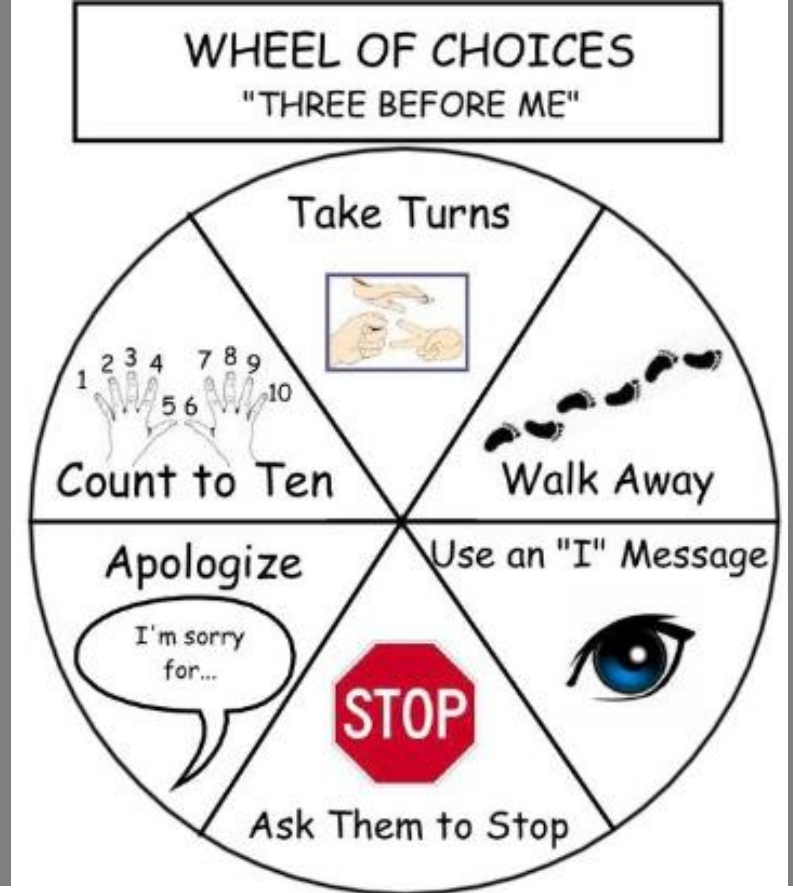 WHEEL OF CHOICES
"THREE BEFORE ME"
Take Turns
Walk Away
Use an "I" Message
STOP
Ask Them to Stop
Apologize
I'm sorry
for...
1 2 3 4 5 6 7 8 9 10
Count to Ten